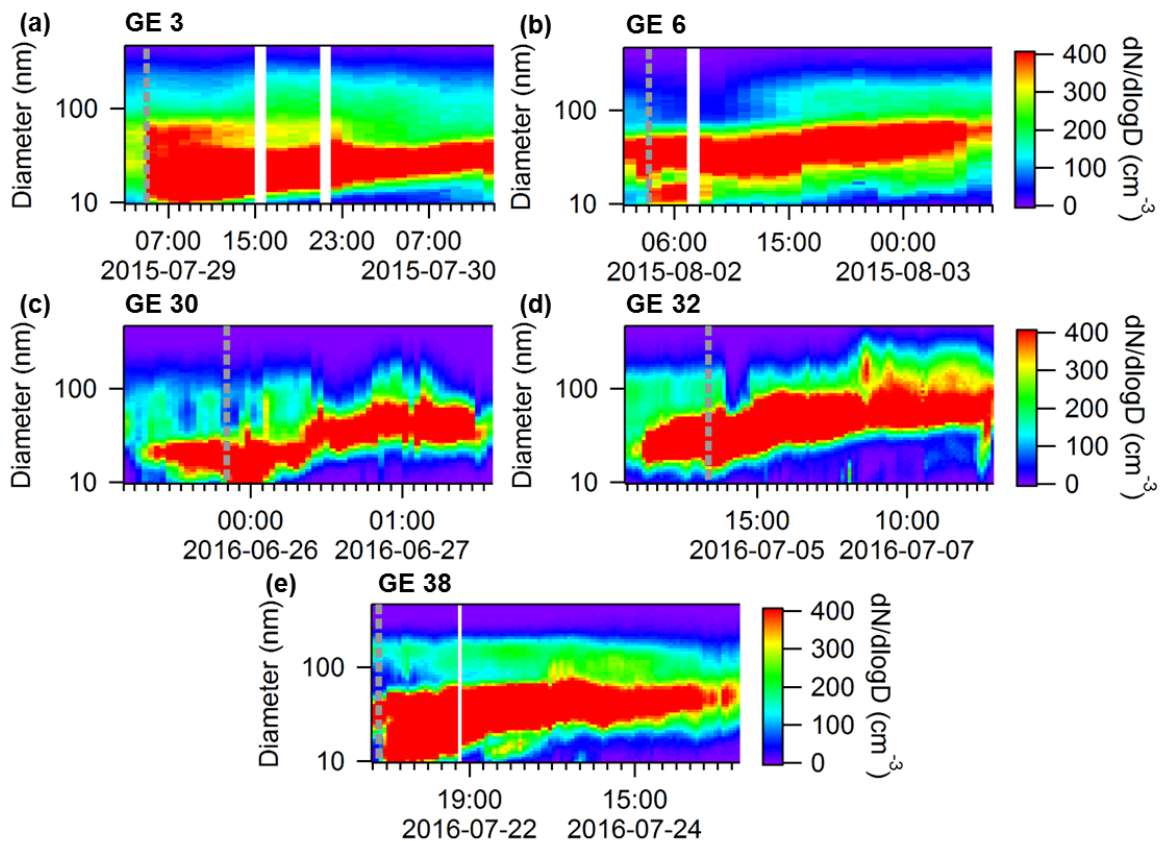 (a) GE 3
Diameter (nm)
100
10
07:00 15:00 23:00 07:00
2015-07-29 2015-07-30
(b) GE 6
Diameter (nm)
100
10
06:00 15:00 00:00
2015-08-02 2015-08-03
400
300
200
100
0
dN/dlogD (cm-3)
(c) GE 30
Diameter (nm)
100
10
00:00 01:00
2016-06-26 2016-06-27
(d) GE 32
Diameter (nm)
100
10
15:00 10:00
2016-07-05 2016-07-07
400
300
200
100
0
dN/dlogD (cm-3)
(e) GE 38
Diameter (nm)
100
10
19:00 15:00
2016-07-22 2016-07-24
400
300
200
100
0
dN/dlogD (cm-3)